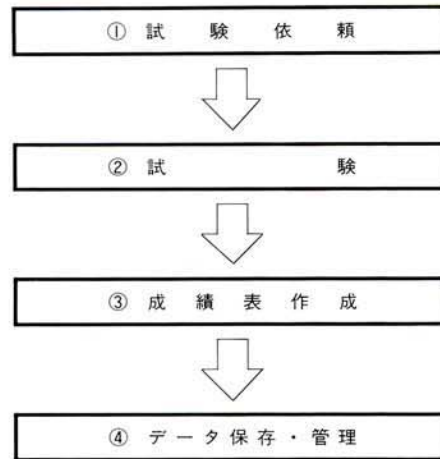 ① 試験依頼
② 試験
③ 成績表作成
④ データ保存・管理